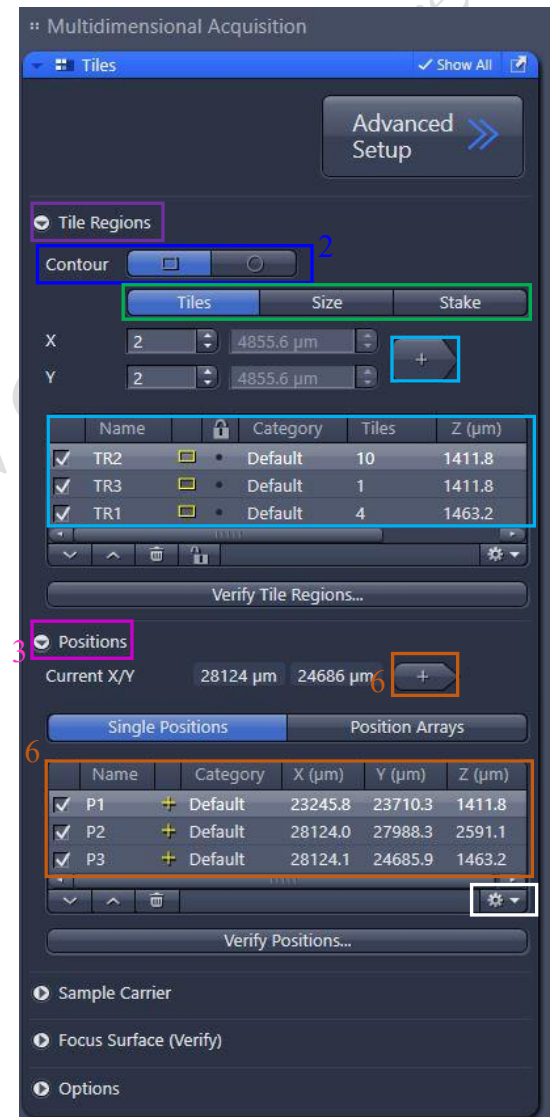 Multidimensional Acquisition
Tiles Show All
Advanced Setup
Tile Regions
2
Contour
Tiles Size Stake
X 2 4855.6 µm
+
Y 2 4855.6 µm
Name Category Tiles Z (µm)
TR2 Default 10 1411.8
TR3 Default 1 1411.8
TR1 Default 4 1463.2
Verify Tile Regions...
3 Positions
Current X/Y 28124 µm 24686 µm 6 +
Single Positions Position Arrays
6
Name Category X (µm) Y (µm) Z (µm)
P1 Default 23245.8 23710.3 1411.8
P2 Default 28124.0 27988.3 2591.1
P3 Default 28124.1 24685.9 1463.2
Verify Positions...
Sample Carrier
Focus Surface (Verify)
Options